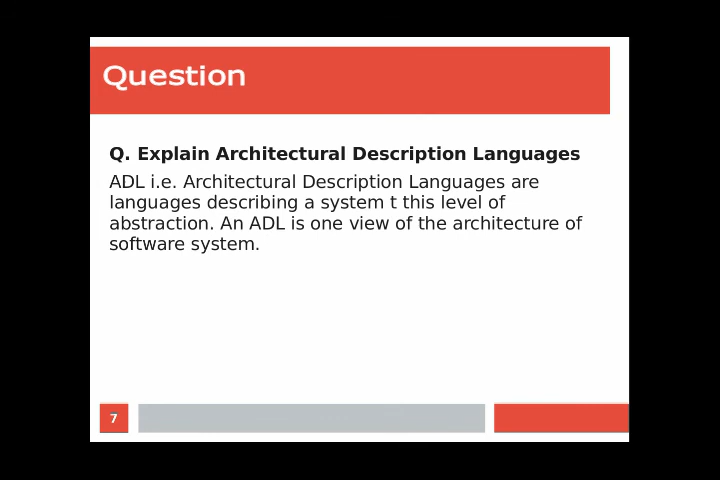 Question
Q. Explain Architectural Description Languages
ADL i.e. Architectural Description Languages are
languages describing a system t this level of
abstraction. An ADL is one view of the architecture of
software system.
7